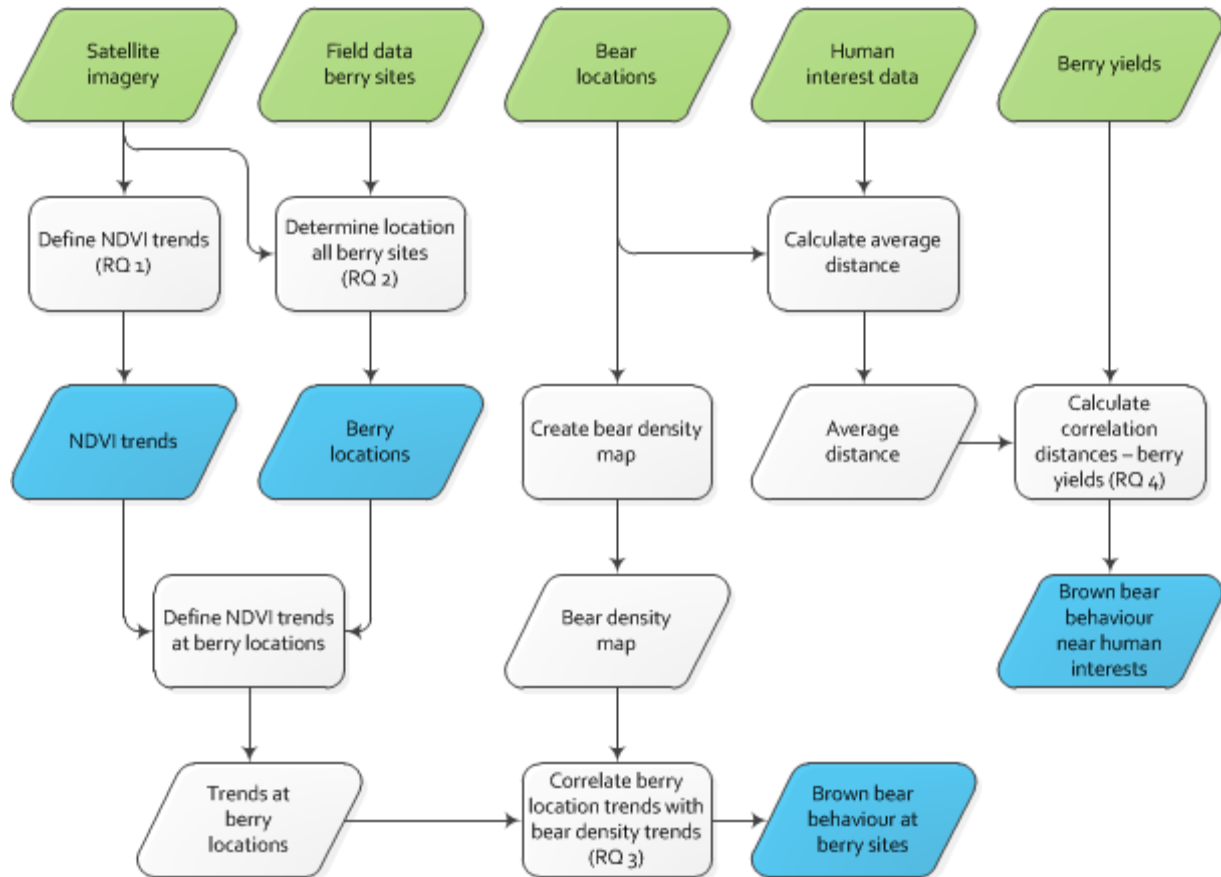 Satellite
imagery
Field data
berry sites
Bear
locations
Human
interest data
Berry yields
Define NDVI trends
(RQ 1)
Determine location
all berry sites
(RQ 2)
Calculate average
distance
NDVI trends
Berry
locations
Create bear density
map
Average
distance
Calculate
correlation
distances – berry
yields (RQ 4)
Define NDVI trends
at berry locations
Bear density
map
Brown bear
behaviour
near human
interests
Trends at
berry
locations
Correlate berry
location trends with
bear density trends
(RQ 3)
Brown bear
behaviour at
berry sites